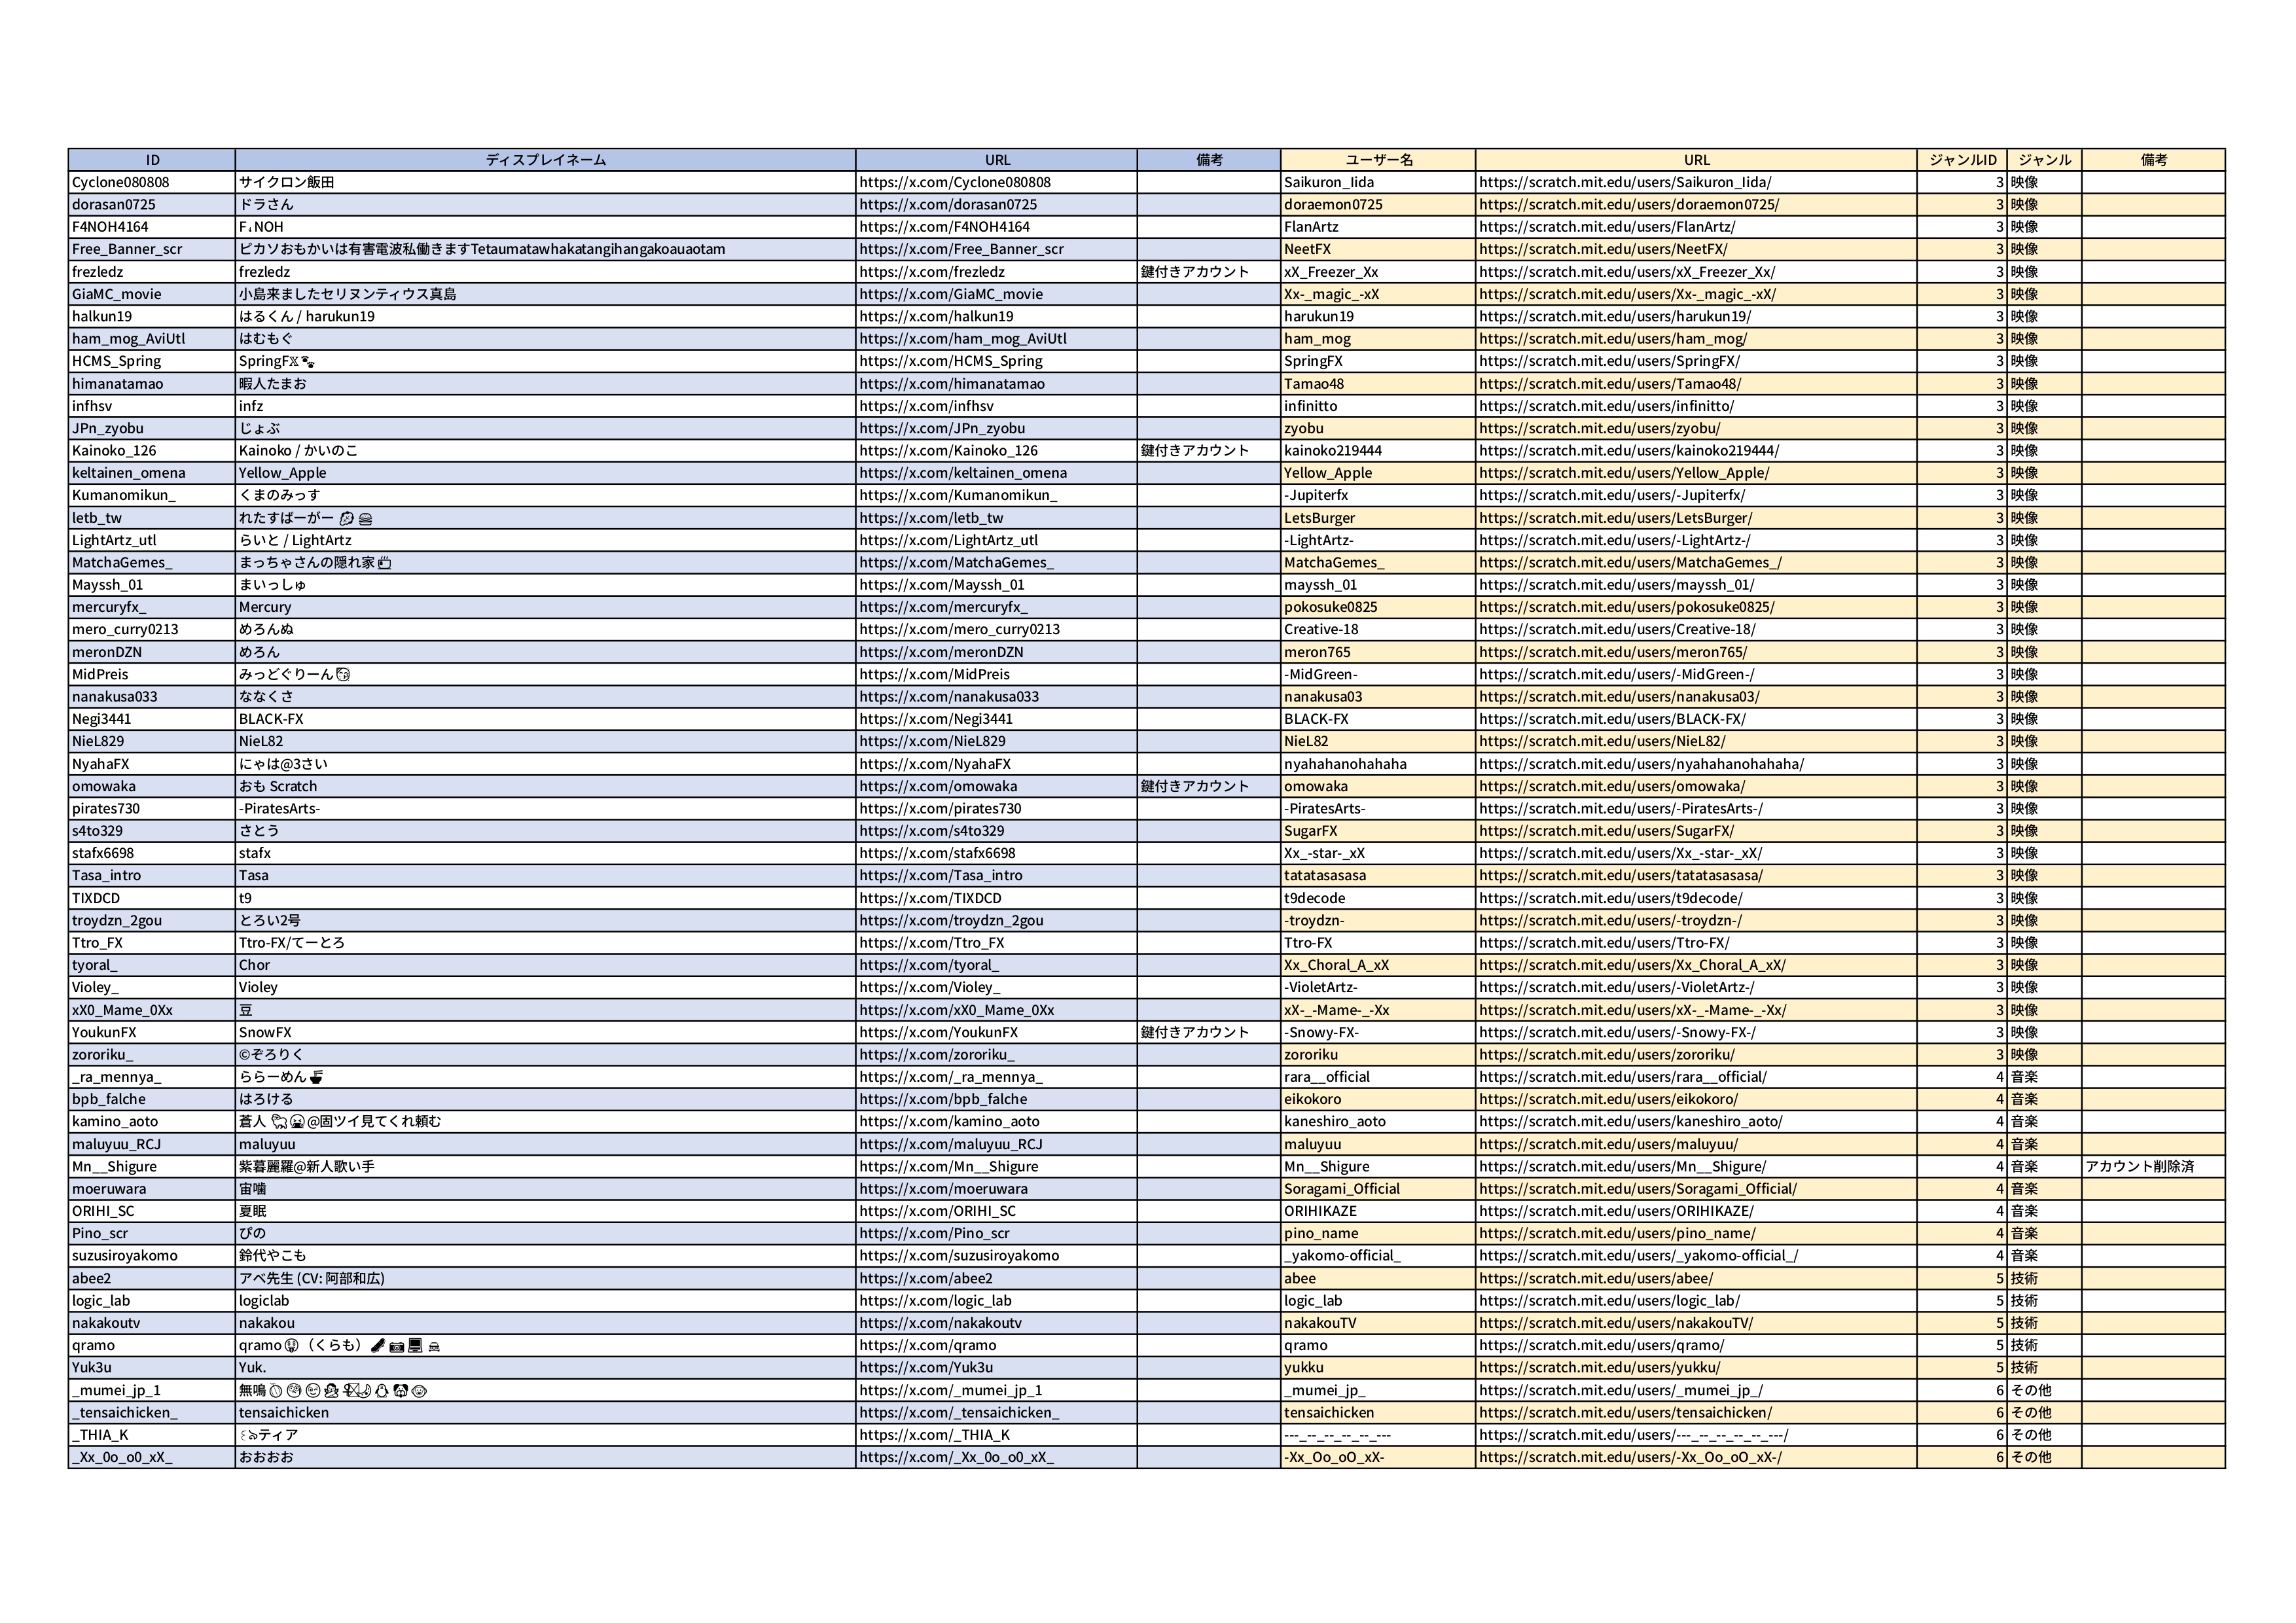 ID ディスプレイネーム URL 備考 ユーザー名 URL ジャンルID ジャンル 備考
Cyclone080808 サイクロン飯田 https://x.com/Cyclone080808 Saikuron_Iida https://scratch.mit.edu/users/Saikuron_Iida/ 3 映像
dorasan0725 ドラさん https://x.com/dorasan0725 doraemon0725 https://scratch.mit.edu/users/doraemon0725/ 3 映像
F4NOH4164 F₄NOH https://x.com/F4NOH4164 FlanArtz https://scratch.mit.edu/users/FlanArtz/ 3 映像
Free_Banner_scr ピカソおもかいは有害電波私働きますTetaumatawhakatangihangakoauaotam https://x.com/Free_Banner_scr NeetFX https://scratch.mit.edu/users/NeetFX/ 3 映像
frezledz frezledz https://x.com/frezledz 鍵付きアカウント xX_Freezer_Xx https://scratch.mit.edu/users/xX_Freezer_Xx/ 3 映像
GiaMC_movie 小島来ましたセリヌンティウス真島 https://x.com/GiaMC_movie Xx-_magic_-xX https://scratch.mit.edu/users/Xx-_magic_-xX/ 3 映像
halkun19 はるくん / harukun19 https://x.com/halkun19 harukun19 https://scratch.mit.edu/users/harukun19/ 3 映像
ham_mog_AviUtl はむもぐ https://x.com/ham_mog_AviUtl ham_mog https://scratch.mit.edu/users/ham_mog/ 3 映像
HCMS_Spring SpringF𝕏🐾 https://x.com/HCMS_Spring SpringFX https://scratch.mit.edu/users/SpringFX/ 3 映像
himanatamao 暇人たまお https://x.com/himanatamao Tamao48 https://scratch.mit.edu/users/Tamao48/ 3 映像
infhsv infz https://x.com/infhsv infinitto https://scratch.mit.edu/users/infinitto/ 3 映像
JPn_zyobu じょぶ https://x.com/JPn_zyobu zyobu https://scratch.mit.edu/users/zyobu/ 3 映像
Kainoko_126 Kainoko / かいのこ https://x.com/Kainoko_126 鍵付きアカウント kainoko219444 https://scratch.mit.edu/users/kainoko219444/ 3 映像
keltainen_omena Yellow_Apple https://x.com/keltainen_omena Yellow_Apple https://scratch.mit.edu/users/Yellow_Apple/ 3 映像
Kumanomikun_ くまのみっす https://x.com/Kumanomikun_ -Jupiterfx https://scratch.mit.edu/users/-Jupiterfx/ 3 映像
letb_tw れたすばーがー 🥬🍔 https://x.com/letb_tw LetsBurger https://scratch.mit.edu/users/LetsBurger/ 3 映像
LightArtz_utl らいと / LightArtz https://x.com/LightArtz_utl -LightArtz- https://scratch.mit.edu/users/-LightArtz-/ 3 映像
MatchaGemes_ まっちゃさんの隠れ家🍵 https://x.com/MatchaGemes_ MatchaGemes_ https://scratch.mit.edu/users/MatchaGemes_/ 3 映像
Mayssh_01 まいっしゅ https://x.com/Mayssh_01 mayssh_01 https://scratch.mit.edu/users/mayssh_01/ 3 映像
mercuryfx_ Mercury https://x.com/mercuryfx_ pokosuke0825 https://scratch.mit.edu/users/pokosuke0825/ 3 映像
mero_curry0213 めろんぬ https://x.com/mero_curry0213 Creative-18 https://scratch.mit.edu/users/Creative-18/ 3 映像
meronDZN めろん https://x.com/meronDZN meron765 https://scratch.mit.edu/users/meron765/ 3 映像
MidPreis みっどぐりーん https://x.com/MidPreis -MidGreen- https://scratch.mit.edu/users/-MidGreen-/ 3 映像
nanakusa033 ななくさ https://x.com/nanakusa033 nanakusa03 https://scratch.mit.edu/users/nanakusa03/ 3 映像
Negi3441 BLACK-FX https://x.com/Negi3441 BLACK-FX https://scratch.mit.edu/users/BLACK-FX/ 3 映像
NieL829 NieL82 https://x.com/NieL829 NieL82 https://scratch.mit.edu/users/NieL82/ 3 映像
NyahaFX にゃは@3さい https://x.com/NyahaFX nyahahanohahaha https://scratch.mit.edu/users/nyahahanohahaha/ 3 映像
omowaka おも Scratch https://x.com/omowaka 鍵付きアカウント omowaka https://scratch.mit.edu/users/omowaka/ 3 映像
pirates730 -PiratesArts- https://x.com/pirates730 -PiratesArts- https://scratch.mit.edu/users/-PiratesArts-/ 3 映像
s4to329 さとう https://x.com/s4to329 SugarFX https://scratch.mit.edu/users/SugarFX/ 3 映像
stafx6698 stafx https://x.com/stafx6698 Xx_-star-_xX https://scratch.mit.edu/users/Xx_-star-_xX/ 3 映像
Tasa_intro Tasa https://x.com/Tasa_intro tatatasasasa https://scratch.mit.edu/users/tatatasasasa/ 3 映像
TIXDCD t9 https://x.com/TIXDCD t9decode https://scratch.mit.edu/users/t9decode/ 3 映像
troydzn_2gou とろい2号 https://x.com/troydzn_2gou -troydzn- https://scratch.mit.edu/users/-troydzn-/ 3 映像
Ttro_FX Ttro-FX/てーとろ https://x.com/Ttro_FX Ttro-FX https://scratch.mit.edu/users/Ttro-FX/ 3 映像
tyoral_ Chor https://x.com/tyoral_ Xx_Choral_A_xX https://scratch.mit.edu/users/Xx_Choral_A_xX/ 3 映像
Violey_ Violey https://x.com/Violey_ -VioletArtz- https://scratch.mit.edu/users/-VioletArtz-/ 3 映像
xX0_Mame_0Xx 豆 https://x.com/xX0_Mame_0Xx xX-_-Mame-_-Xx https://scratch.mit.edu/users/xX-_-Mame-_-Xx/ 3 映像
YoukunFX SnowFX https://x.com/YoukunFX 鍵付きアカウント -Snowy-FX- https://scratch.mit.edu/users/-Snowy-FX-/ 3 映像
zororiku_ ©ぞろりく https://x.com/zororiku_ zororiku https://scratch.mit.edu/users/zororiku/ 3 映像
_ra_mennya_ ららーめん🍜 https://x.com/_ra_mennya_ rara__official https://scratch.mit.edu/users/rara__official/ 4 音楽
bpb_falche はろける https://x.com/bpb_falche eikokoro https://scratch.mit.edu/users/eikokoro/ 4 音楽
kamino_aoto 蒼人 @固ツイ見てくれ頼む https://x.com/kamino_aoto kaneshiro_aoto https://scratch.mit.edu/users/kaneshiro_aoto/ 4 音楽
maluyuu_RCJ maluyuu https://x.com/maluyuu_RCJ maluyuu https://scratch.mit.edu/users/maluyuu/ 4 音楽
Mn__Shigure 紫暮麗羅@新人歌い手 https://x.com/Mn__Shigure Mn__Shigure https://scratch.mit.edu/users/Mn__Shigure/ 4 音楽 アカウント削除済
moeruwara 宙噛 https://x.com/moeruwara Soragami_Official https://scratch.mit.edu/users/Soragami_Official/ 4 音楽
ORIHI_SC 夏眠 https://x.com/ORIHI_SC ORIHIKAZE https://scratch.mit.edu/users/ORIHIKAZE/ 4 音楽
Pino_scr ぴの https://x.com/Pino_scr pino_name https://scratch.mit.edu/users/pino_name/ 4 音楽
suzusiroyakomo 鈴代やこも https://x.com/suzusiroyakomo _yakomo-official_ https://scratch.mit.edu/users/_yakomo-official_/ 4 音楽
abee2 アベ先生 (CV: 阿部和広) https://x.com/abee2 abee https://scratch.mit.edu/users/abee/ 5 技術
logic_lab logiclab https://x.com/logic_lab logic_lab https://scratch.mit.edu/users/logic_lab/ 5 技術
nakakoutv nakakou https://x.com/nakakoutv nakakouTV https://scratch.mit.edu/users/nakakouTV/ 5 技術
qramo qramo（くらも） https://x.com/qramo qramo https://scratch.mit.edu/users/qramo/ 5 技術
Yuk3u Yuk. https://x.com/Yuk3u yukku https://scratch.mit.edu/users/yukku/ 5 技術
_mumei_jp_1 無鳴 https://x.com/_mumei_jp_1 _mumei_jp_ https://scratch.mit.edu/users/_mumei_jp_/ 6 その他
_tensaichicken_ tensaichicken https://x.com/_tensaichicken_ tensaichicken https://scratch.mit.edu/users/tensaichicken/ 6 その他
_THIA_K ティア https://x.com/_THIA_K ---_--_--_--_--_--- https://scratch.mit.edu/users/---_--_--_--_--_---/ 6 その他
_Xx_0o_o0_xX_ おおおお https://x.com/_Xx_0o_o0_xX_ -Xx_Oo_oO_xX- https://scratch.mit.edu/users/-Xx_Oo_oO_xX-/ 6 その他